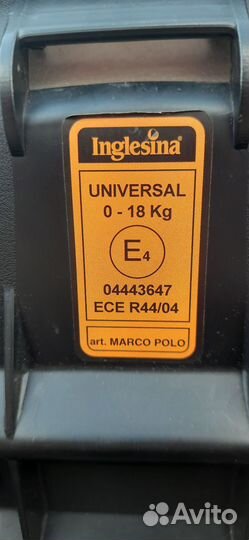 Inglesina®
UNIVERSAL
0 - 18 Kg
E4
04443647
ECE R44/04
art. MARCO POLO
Avito